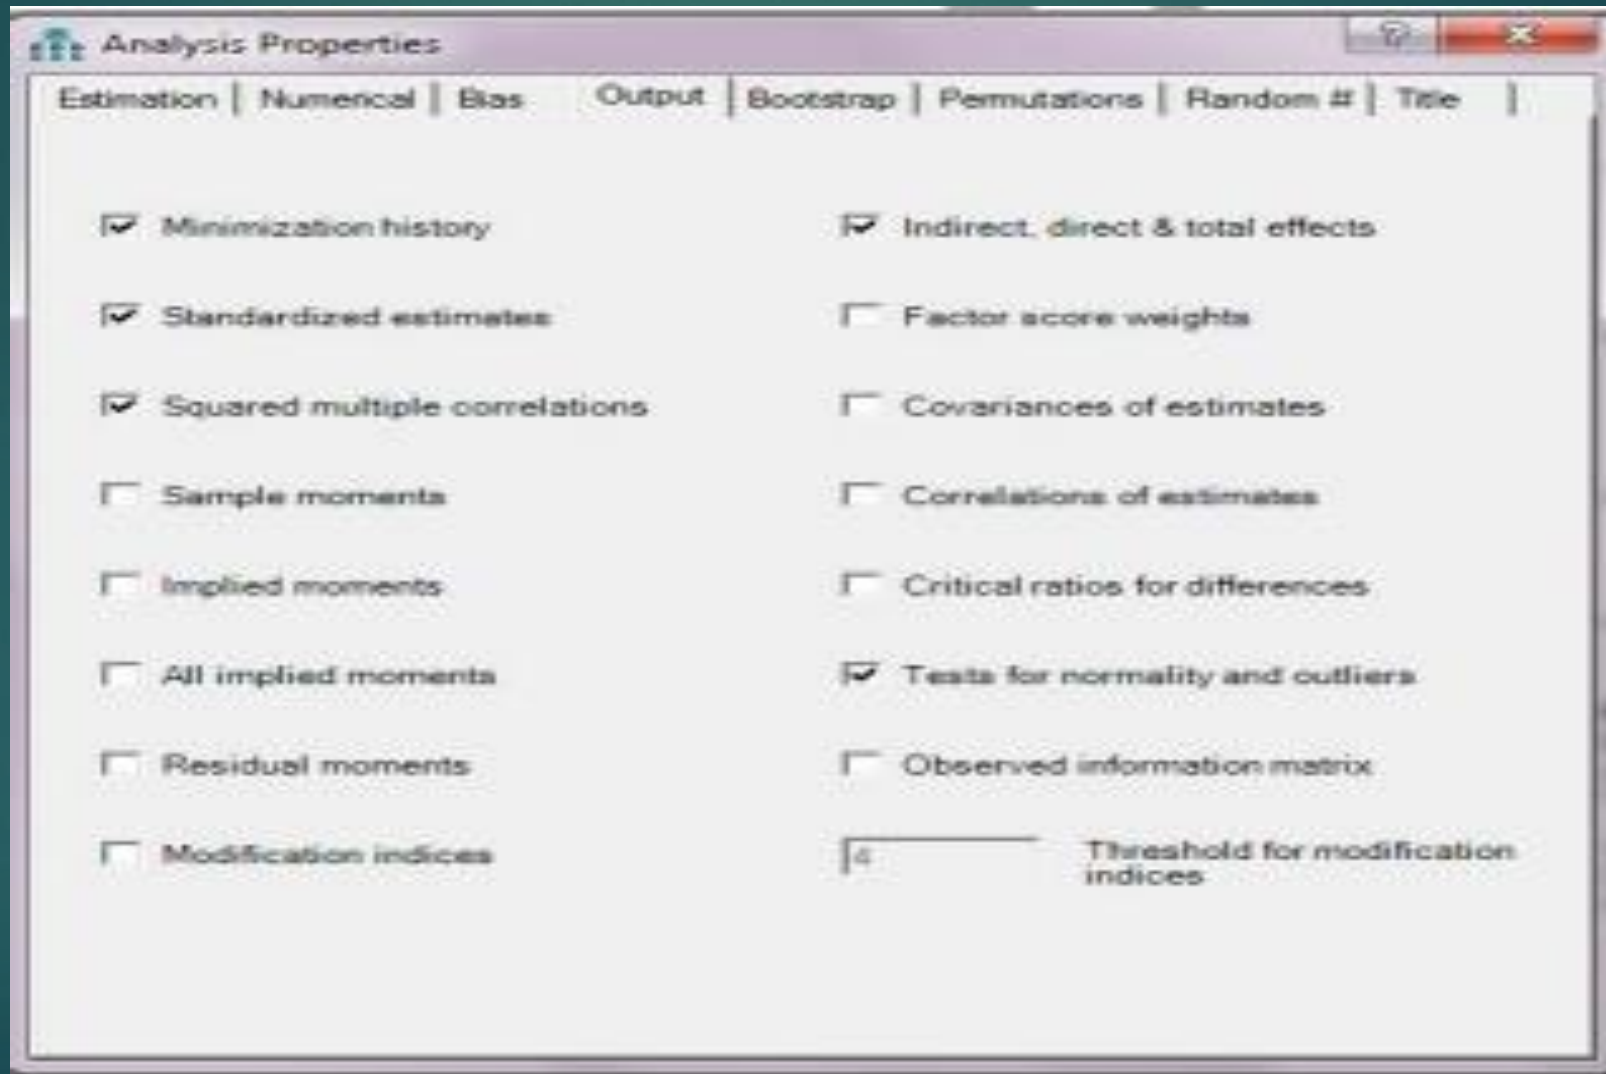 Analysis Properties
Estimation | Numerical | Bias Output | Bootstrap | Permutations | Random # | Title
Minimization history
Indirect, direct & total effects
Standardized estimates
Factor score weights
Squared multiple correlations
Covariances of estimates
Sample moments
Correlations of estimates
Implied moments
Critical ratios for differences
All implied moments
Tests for normality and outliers
Residual moments
Observed information matrix
Modification indices
4
Threshold for modification
indices